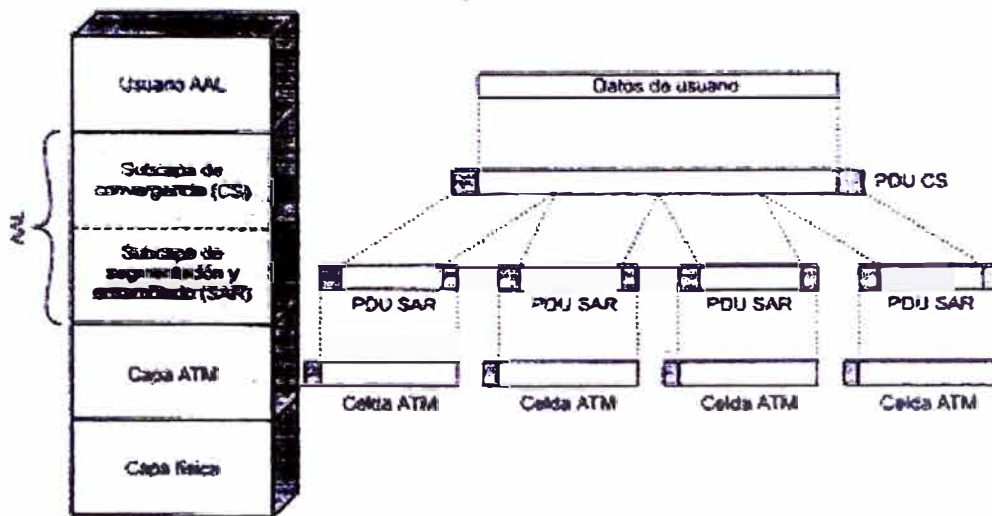 Usuario AAL
Subcapa de
convergencia (CS)
AAL
Subcapa de
segmentación y
ensamblado (SAR)
Capa ATM
Capa física
Datos de usuario
PDU CS
PDU SAR
PDU SAR
PDU SAR
PDU SAR
Celda ATM
Celda ATM
Celda ATM
Celda ATM